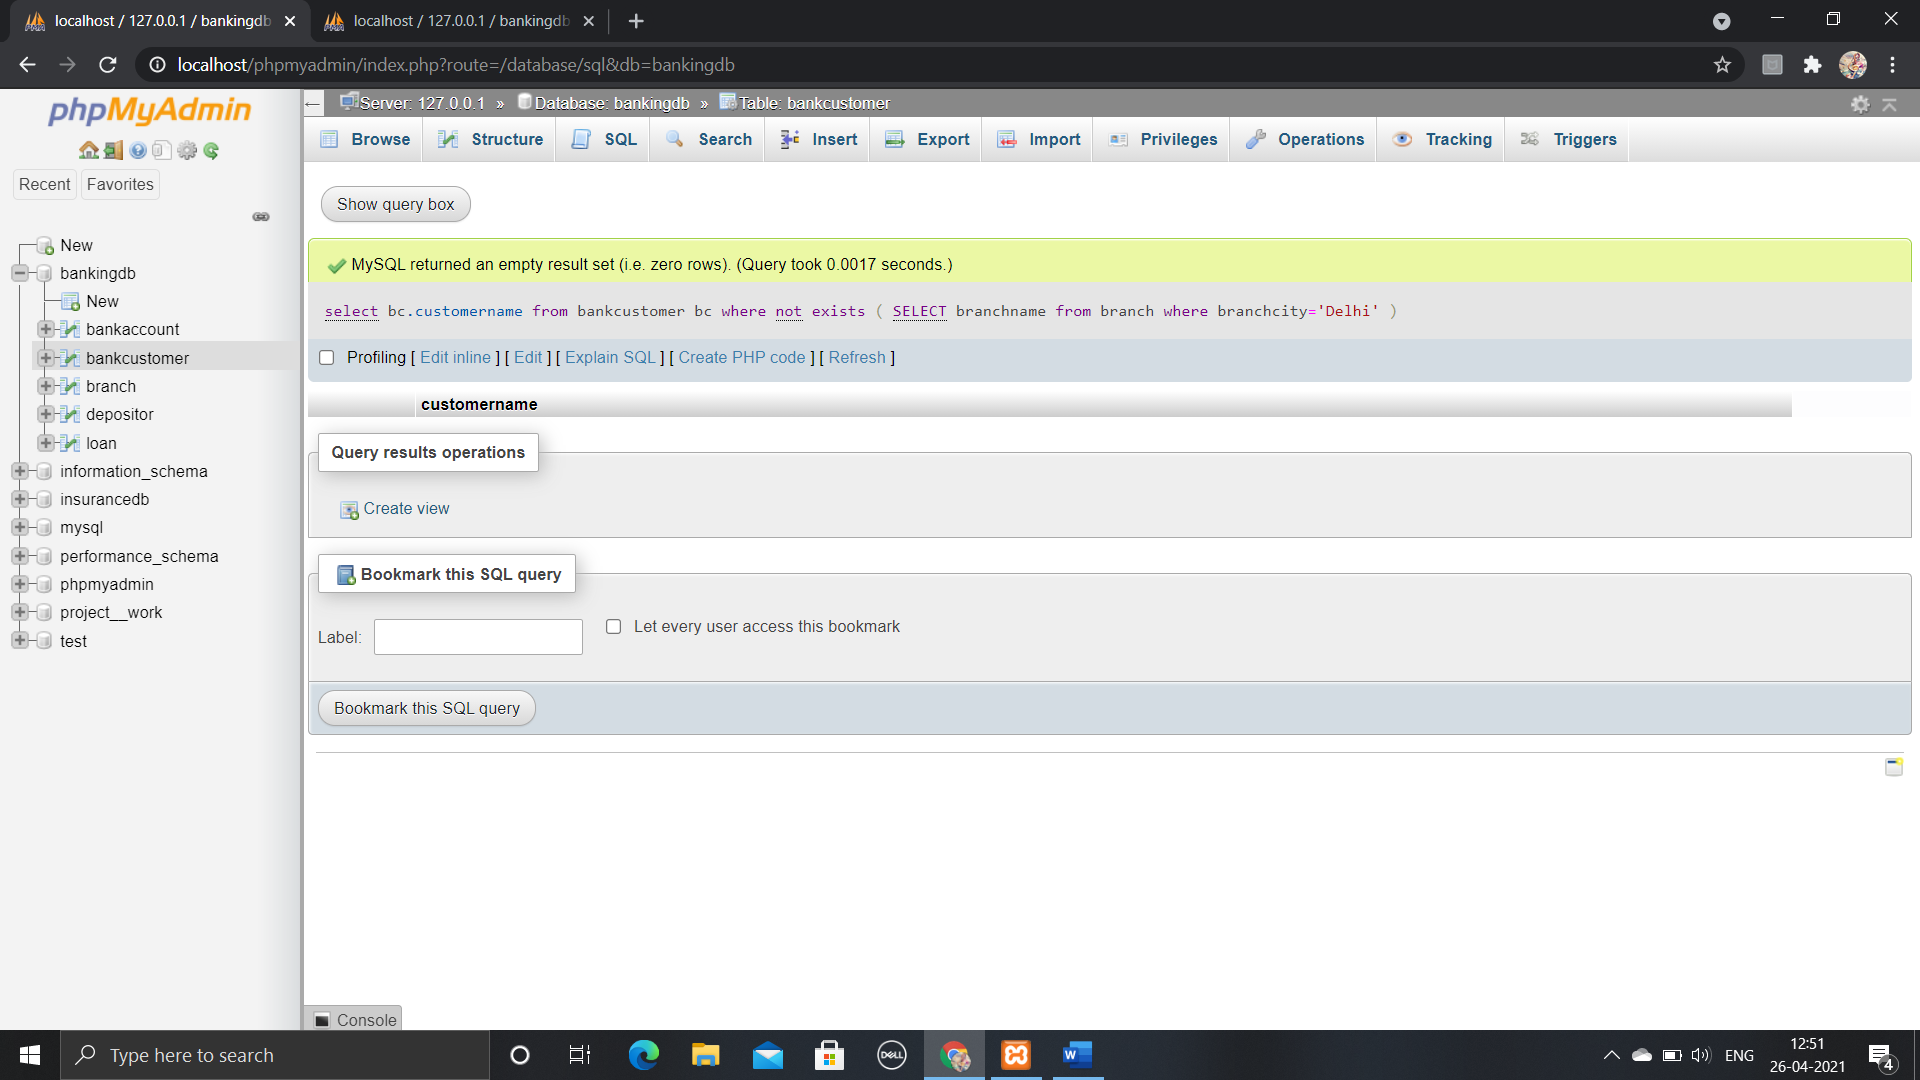 localhost / 127.0.0.1 / bankingdb
localhost / 127.0.0.1 / bankingdb
localhost/phpmyadmin/index.php?route=/database/sql&db=bankingdb
phpMyAdmin
Recent
Favorites
New
bankingdb
New
bankaccount
bankcustomer
branch
depositor
loan
information_schema
insurancedb
mysql
performance_schema
phpmyadmin
project__work
test
Server: 127.0.0.1 » Database: bankingdb » Table: bankcustomer
Browse Structure SQL Search Insert Export Import Privileges Operations Tracking Triggers
Show query box
MySQL returned an empty result set (i.e. zero rows). (Query took 0.0017 seconds.)
select bc.customername from bankcustomer bc where not exists ( SELECT branchname from branch where branchcity='Delhi' )
Profiling [ Edit inline ] [ Edit ] [ Explain SQL ] [ Create PHP code ] [ Refresh ]
customername
Query results operations
Create view
Bookmark this SQL query
Label:
Let every user access this bookmark
Bookmark this SQL query
Console
Type here to search
DELL
W
ENG
12:51
26-04-2021
4